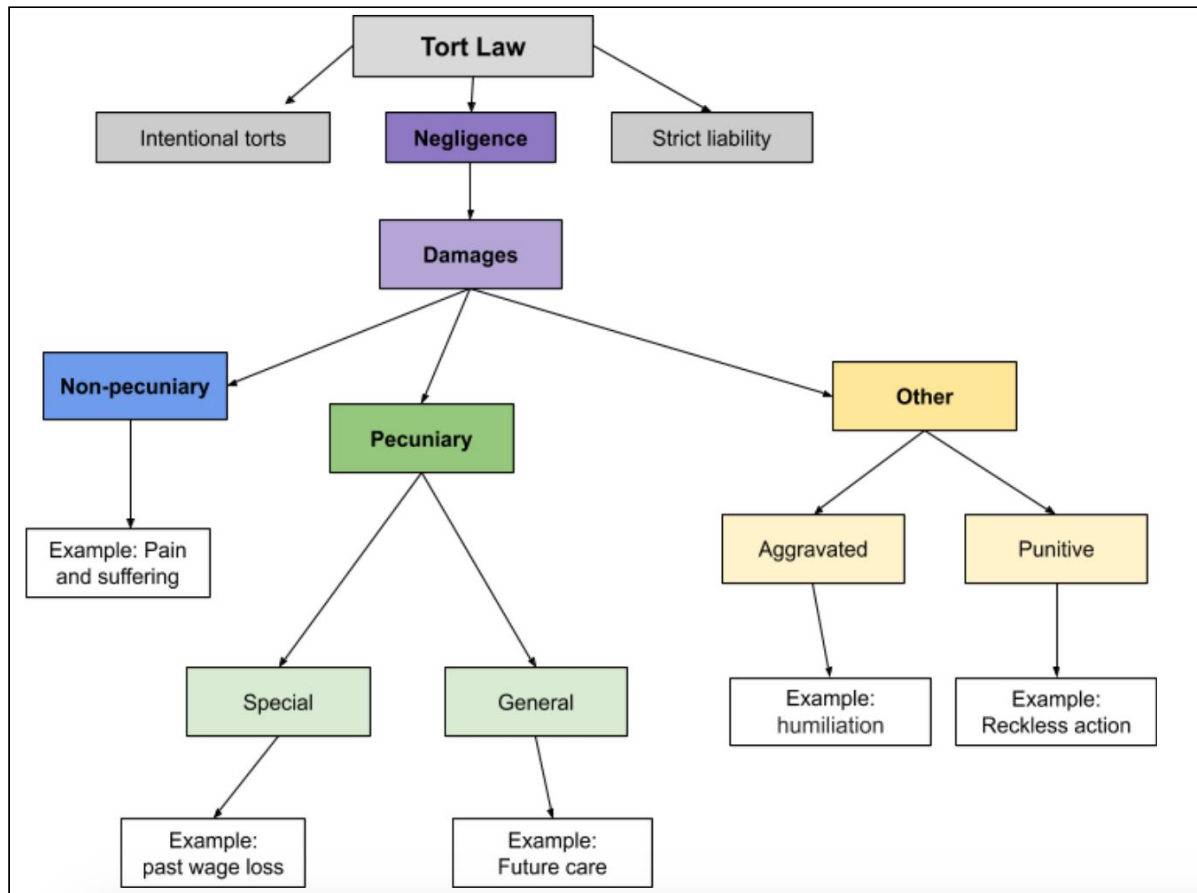 Tort Law
Intentional torts
Negligence
Strict liability
Damages
Non-pecuniary
Pecuniary
Other
Example: Pain
and suffering
Aggravated
Punitive
Special
General
Example:
humiliation
Example:
Reckless action
Example:
past wage loss
Example:
Future care